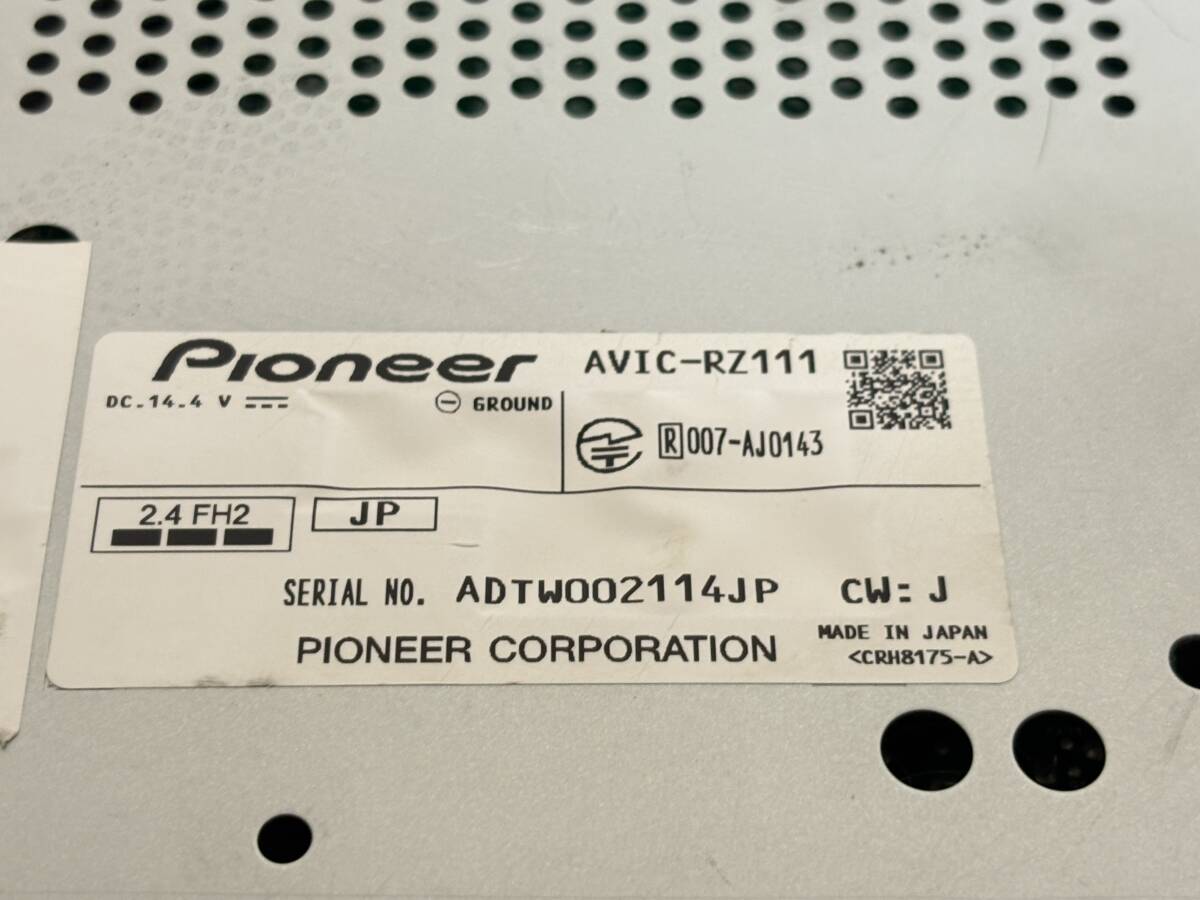 Pioneer
AVIC-RZ111
DC.14.4 V
GROUND
R 007-AJ0143
2.4 FH2
JP
SERIAL NO. ADTW002114JP
CW: J
PIONEER CORPORATION
MADE IN JAPAN
<CRH8175-A>